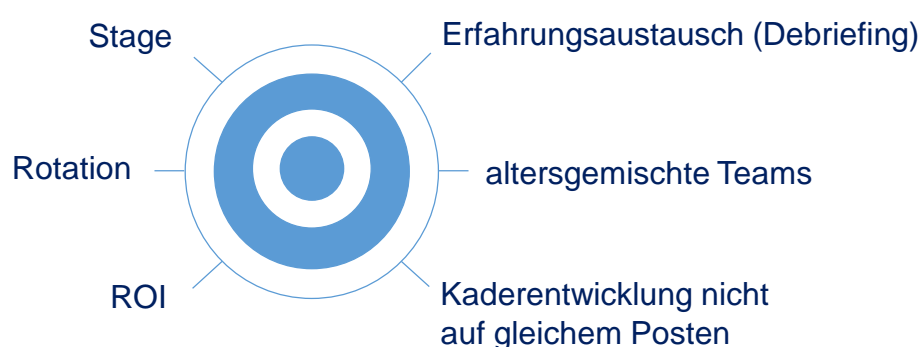 Stage
Erfahrungsaustausch (Debriefing)
Rotation
altersgemischte Teams
ROI
Kaderentwicklung nicht
auf gleichem Posten